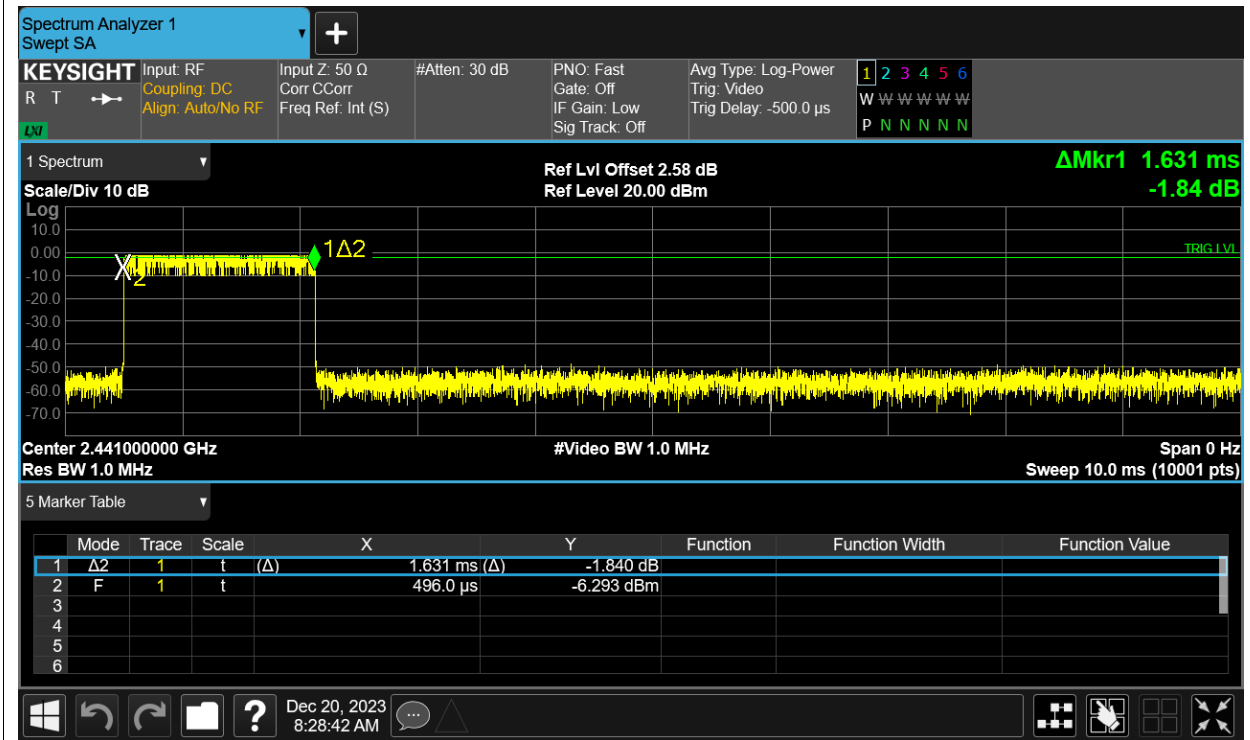 Spectrum Analyzer 1
Swept SA
KEYSIGHT
R T
LXI
Input: RF
Coupling: DC
Align: Auto/No RF
Input Z: 50 Ω
Corr CCorr
Freq Ref: Int (S)
#Atten: 30 dB
PNO: Fast
Gate: Off
IF Gain: Low
Sig Track: Off
Avg Type: Log-Power
Trig: Video
Trig Delay: -500.0 µs
1 2 3 4 5 6
W W W W W W
P N N N N N
1 Spectrum
Scale/Div 10 dB
Ref Lvl Offset 2.58 dB
Ref Level 20.00 dBm
ΔMkr1 1.631 ms
-1.84 dB
Log
10.0
0.00
-10.0
-20.0
-30.0
-40.0
-50.0
-60.0
-70.0
1Δ2
2
TRIG LVL
Center 2.441000000 GHz
#Video BW 1.0 MHz
Span 0 Hz
Res BW 1.0 MHz
Sweep 10.0 ms (10001 pts)
5 Marker Table
Mode Trace Scale X Y Function Function Width Function Value
1 Δ2 1 t (Δ) 1.631 ms (Δ) -1.840 dB
2 F 1 t 496.0 µs -6.293 dBm
3
4
5
6
?
Dec 20, 2023
8:28:42 AM